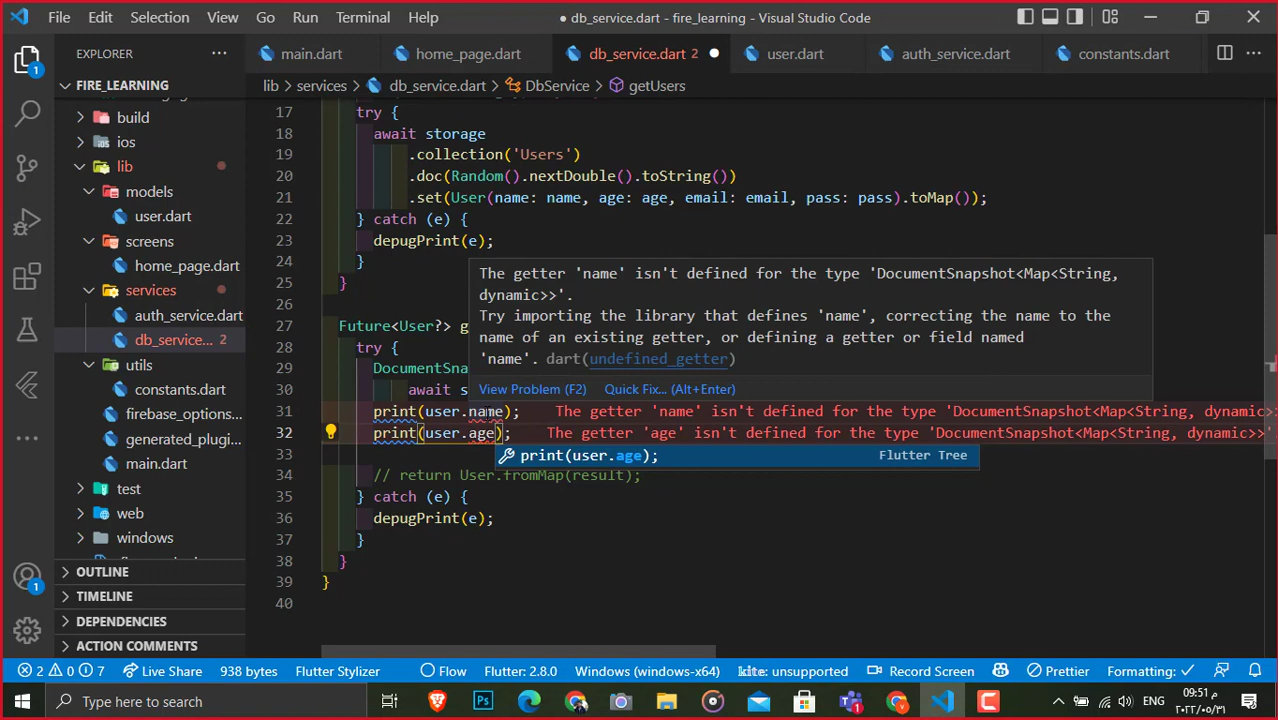 File Edit Selection View Go Run Terminal Help
● db_service.dart - fire_learning - Visual Studio Code
EXPLORER ...
main.dart home_page.dart db_service.dart 2 user.dart auth_service.dart constants.dart
FIRE_LEARNING
lib > services > db_service.dart > DbService > getUsers
build
ios
lib
models
user.dart
screens
home_page.dart
services
auth_service.dart
db_service... 2
utils
constants.dart
firebase_options...
generated_plugi...
main.dart
test
web
windows
OUTLINE
TIMELINE
DEPENDENCIES
ACTION COMMENTS
1
1
17 try {
18 await storage
19 .collection('Users')
20 .doc(Random().nextDouble().toString())
21 .set(User(name: name, age: age, email: email, pass: pass).toMap());
22 } catch (e) {
23 depugPrint(e);
24 }
25 }
26
27 Future<User?> g
28 try {
29 DocumentSna
30 await s
31 print(user.name); The getter 'name' isn't defined for the type 'DocumentSnapshot<Map<String, dynamic>>
32 print(user.age); The getter 'age' isn't defined for the type 'DocumentSnapshot<Map<String, dynamic>>'
33
34 // return User.fromMap(result);
35 } catch (e) {
36 depugPrint(e);
37 }
38 }
39 }
40
The getter 'name' isn't defined for the type 'DocumentSnapshot<Map<String,
dynamic>>'.
Try importing the library that defines 'name', correcting the name to the
name of an existing getter, or defining a getter or field named
'name'. dart(undefined_getter)
View Problem (F2) Quick Fix... (Alt+Enter)
print(user.age); Flutter Tree
2 0 7 Live Share 938 bytes Flutter Stylizer Flow Flutter: 2.8.0 Windows (windows-x64) kite: unsupported Record Screen Prettier Formatting: ✓
Type here to search
Ps
ENG
09:51 م
٢٠٢٢/٠٥/٣١